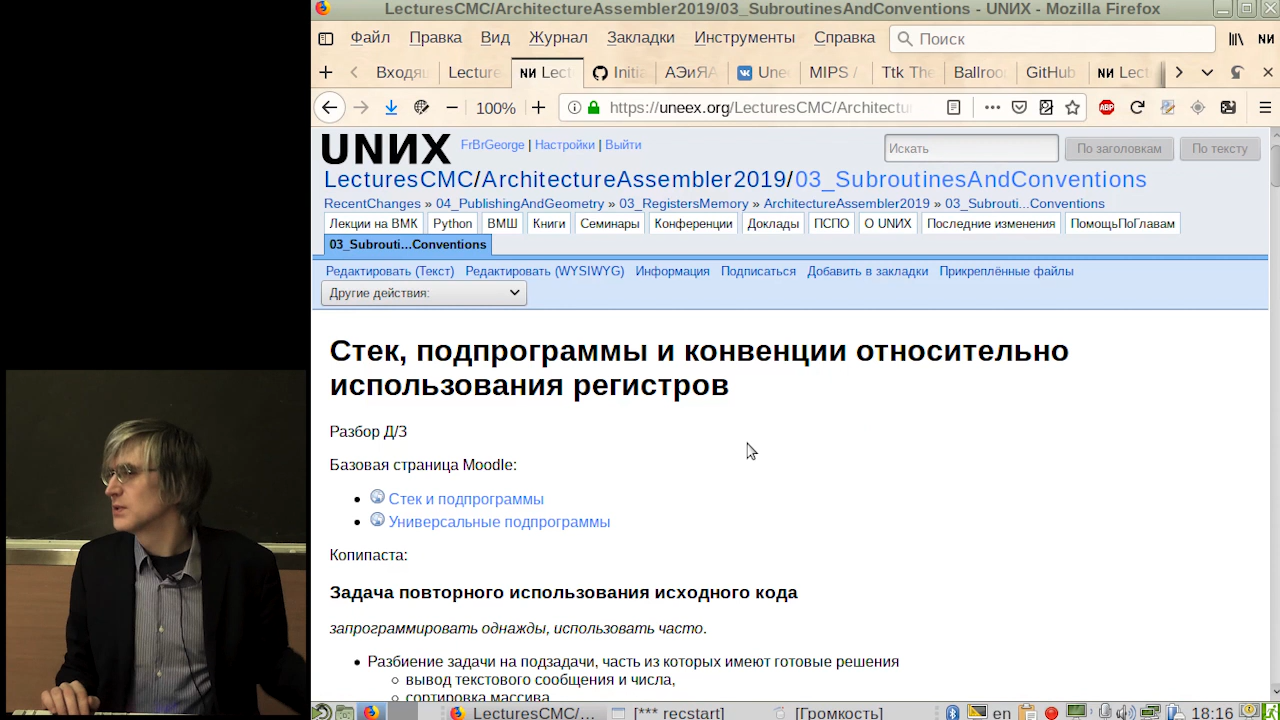 LecturesCMC/ArchitectureAssembler2019/03_SubroutinesAndConventions - UNИX - Mozilla Firefox
Файл Правка Вид Журнал Закладки Инструменты Справка Поиск
Входящ Lecture Lect Initia АЭиЯА Une MIPS / Ttk The Ballroo GitHub Lect
100% https://uneex.org/LecturesCMC/Architectu
UNИX FrBrGeorge | Настройки | Выйти Искать По заголовкам По тексту
LecturesCMC/ArchitectureAssembler2019/03_SubroutinesAndConventions
RecentChanges » 04_PublishingAndGeometry » 03_RegistersMemory » ArchitectureAssembler2019 » 03_Subrouti...Conventions
Лекции на ВМК Python ВМШ Книги Семинары Конференции Доклады ПСПО О UNИX Последние изменения ПомощьПоГлавам
03_Subrouti...Conventions
Редактировать (Текст) Редактировать (WYSIWYG) Информация Подписаться Добавить в закладки Прикреплённые файлы
Другие действия:
Стек, подпрограммы и конвенции относительно
использования регистров
Разбор Д/З
Базовая страница Moodle:
Стек и подпрограммы
Универсальные подпрограммы
Копипаста:
Задача повторного использования исходного кода
запрограммировать однажды, использовать часто.
Разбиение задачи на подзадачи, часть из которых имеют готовые решения
вывод текстового сообщения и числа,
сортировка массива
LecturesCMC/... [*** recstart] [Громкость] en 18:16